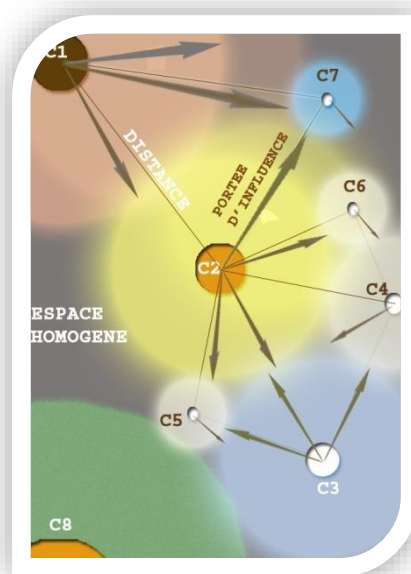 C1
C7
DISTANCE
PORTEE
D'INFLUENCE
C6
C2
C4
ESPACE
HOMOGENE
C5
C3
C8